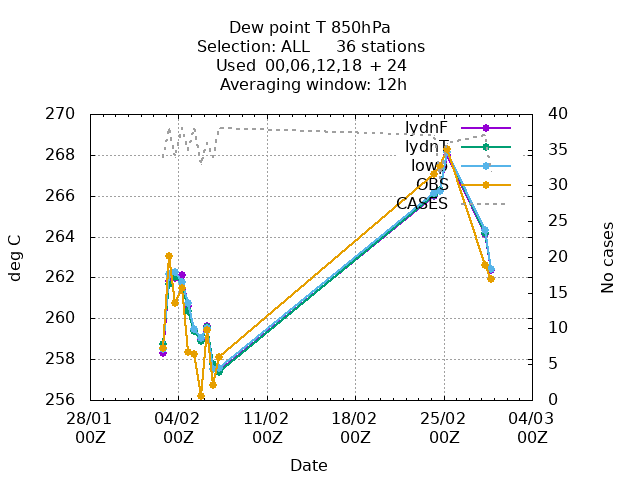 Dew point T 850hPa
Selection: ALL 36 stations
Used 00,06,12,18 + 24
Averaging window: 12h
270 40
lydnF
268 35
lydnT
lowF
266 30
OBS
CASES
264 25
262 20
15
260 10
258 5
256 0
deg C
No cases
28/01 04/02 11/02 18/02 25/02 04/03
00Z 00Z 00Z 00Z 00Z 00Z
Date